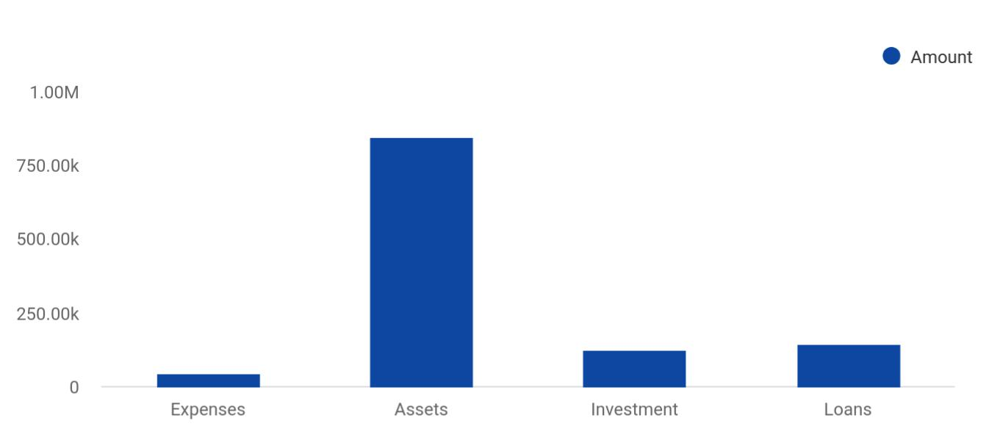 Amount
1.00M
750.00k
500.00k
250.00k
0
Expenses Assets Investment Loans